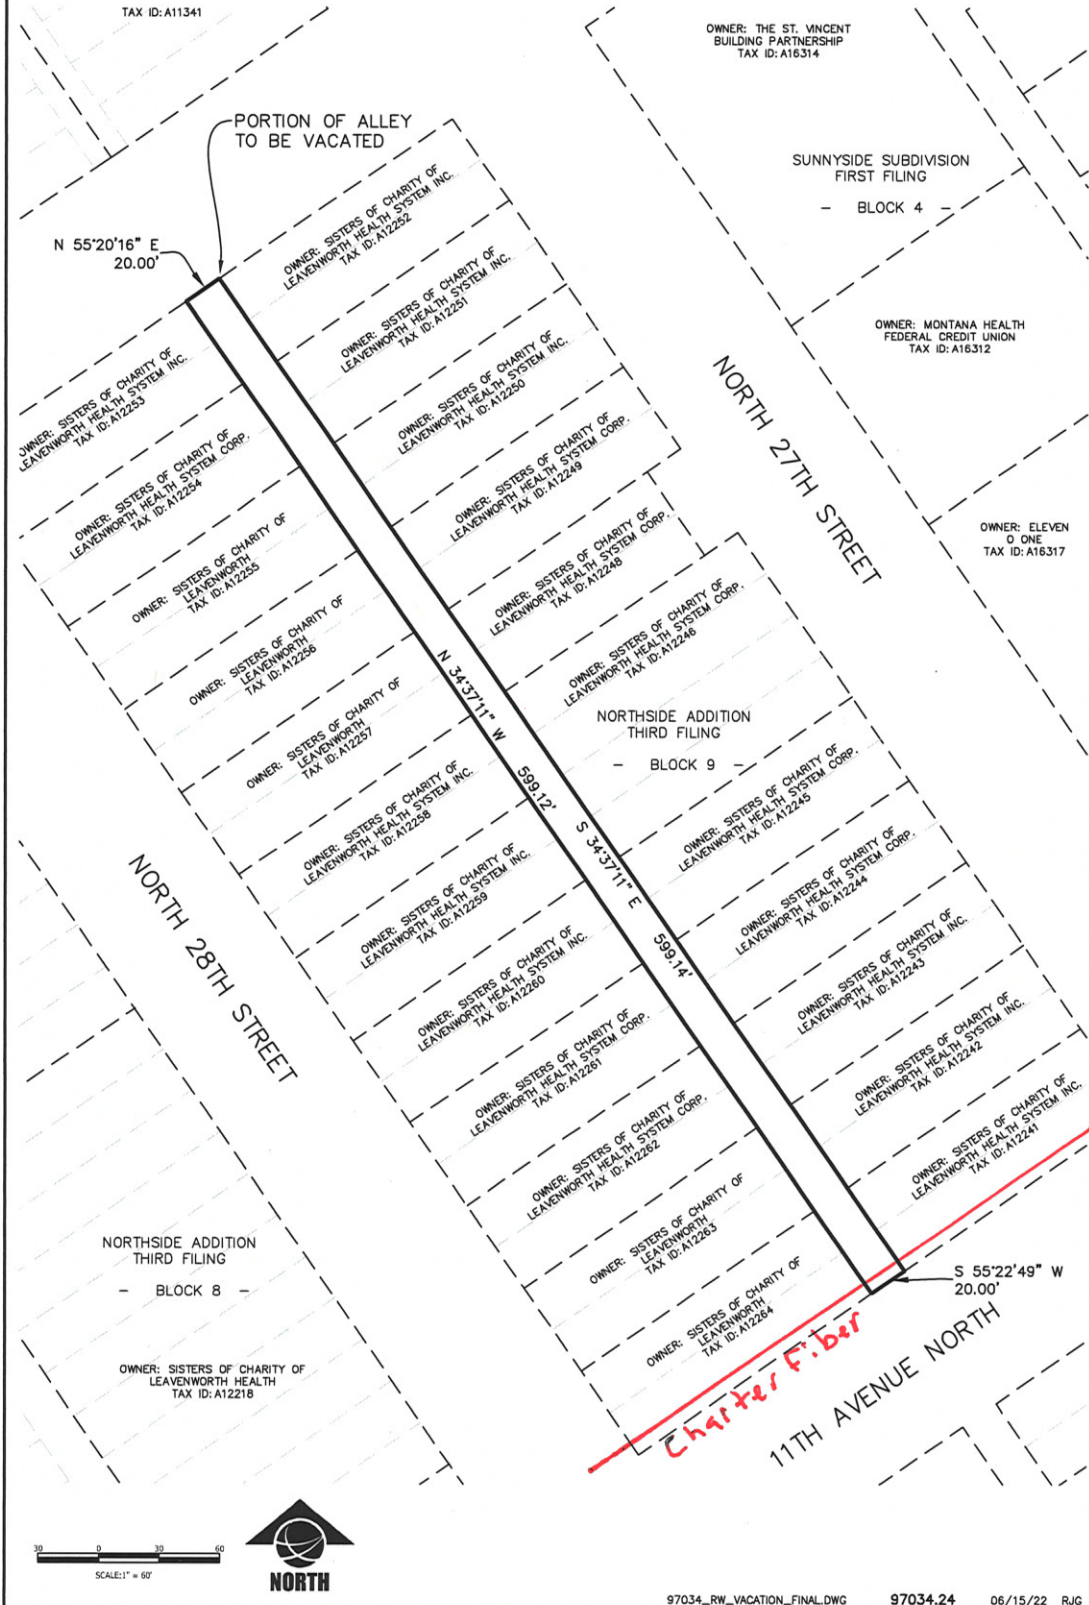 TAX ID: A11341
OWNER: THE ST. VINCENT
BUILDING PARTNERSHIP
TAX ID: A16314
PORTION OF ALLEY
TO BE VACATED
SUNNYSIDE SUBDIVISION
FIRST FILING
- BLOCK 4 -
N 55°20'16" E
20.00'
OWNER: SISTERS OF CHARITY OF
LEAVENWORTH HEALTH SYSTEM INC.
TAX ID: A12252
OWNER: SISTERS OF CHARITY OF
LEAVENWORTH HEALTH SYSTEM INC.
TAX ID: A12251
OWNER: SISTERS OF CHARITY OF
LEAVENWORTH HEALTH SYSTEM INC.
TAX ID: A12250
OWNER: SISTERS OF CHARITY OF
LEAVENWORTH HEALTH SYSTEM CORP.
TAX ID: A12249
OWNER: SISTERS OF CHARITY OF
LEAVENWORTH HEALTH SYSTEM CORP.
TAX ID: A12248
OWNER: SISTERS OF CHARITY OF
LEAVENWORTH HEALTH SYSTEM CORP.
TAX ID: A12246
OWNER: MONTANA HEALTH
FEDERAL CREDIT UNION
TAX ID: A16312
NORTH 27TH STREET
OWNER: ELEVEN
O ONE
TAX ID: A16317
OWNER: SISTERS OF CHARITY OF
LEAVENWORTH HEALTH SYSTEM INC.
TAX ID: A12253
OWNER: SISTERS OF CHARITY OF
LEAVENWORTH HEALTH SYSTEM CORP.
TAX ID: A12254
OWNER: SISTERS OF CHARITY OF
LEAVENWORTH
TAX ID: A12255
OWNER: SISTERS OF CHARITY OF
LEAVENWORTH
TAX ID: A12256
OWNER: SISTERS OF CHARITY OF
LEAVENWORTH
TAX ID: A12257
OWNER: SISTERS OF CHARITY OF
LEAVENWORTH HEALTH SYSTEM INC.
TAX ID: A12258
OWNER: SISTERS OF CHARITY OF
LEAVENWORTH HEALTH SYSTEM INC.
TAX ID: A12259
OWNER: SISTERS OF CHARITY OF
LEAVENWORTH HEALTH SYSTEM INC.
TAX ID: A12260
OWNER: SISTERS OF CHARITY OF
LEAVENWORTH HEALTH SYSTEM CORP.
TAX ID: A12261
OWNER: SISTERS OF CHARITY OF
LEAVENWORTH HEALTH SYSTEM CORP.
TAX ID: A12262
OWNER: SISTERS OF CHARITY OF
LEAVENWORTH
TAX ID: A12263
OWNER: SISTERS OF CHARITY OF
LEAVENWORTH
TAX ID: A12264
N 34°37'11" W 599.12'
S 34°37'11" E 599.14'
NORTHSIDE ADDITION
THIRD FILING
- BLOCK 9 -
OWNER: SISTERS OF CHARITY OF
LEAVENWORTH HEALTH SYSTEM CORP.
TAX ID: A12245
OWNER: SISTERS OF CHARITY OF
LEAVENWORTH HEALTH SYSTEM CORP.
TAX ID: A12244
OWNER: SISTERS OF CHARITY OF
LEAVENWORTH HEALTH SYSTEM INC.
TAX ID: A12243
OWNER: SISTERS OF CHARITY OF
LEAVENWORTH HEALTH SYSTEM INC.
TAX ID: A12242
OWNER: SISTERS OF CHARITY OF
LEAVENWORTH HEALTH SYSTEM INC.
TAX ID: A12241
NORTH 28TH STREET
NORTHSIDE ADDITION
THIRD FILING
- BLOCK 8 -
OWNER: SISTERS OF CHARITY OF
LEAVENWORTH HEALTH
TAX ID: A12218
S 55°22'49" W
20.00'
Charter Fiber
11TH AVENUE NORTH
30 0 30 60
SCALE: 1" = 60'
NORTH
97034_RW_VACATION_FINAL.DWG 97034.24 06/15/22 RJG